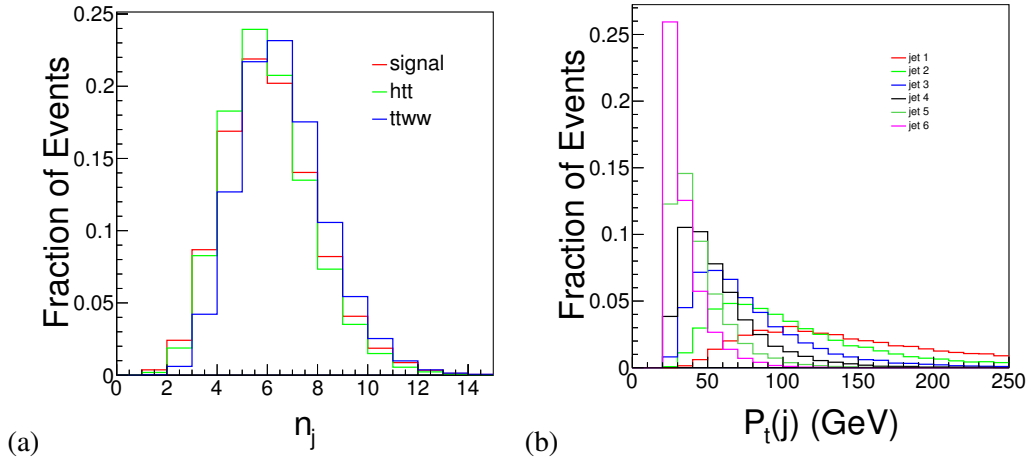 Fraction of Events
0.25
0.2
0.15
0.1
0.05
0
signal
htt
ttww
0 2 4 6 8 10 12 14
n_j
(a)
Fraction of Events
0.25
0.2
0.15
0.1
0.05
0
jet 1
jet 2
jet 3
jet 4
jet 5
jet 6
0 50 100 150 200 250
P_t(j) (GeV)
(b)